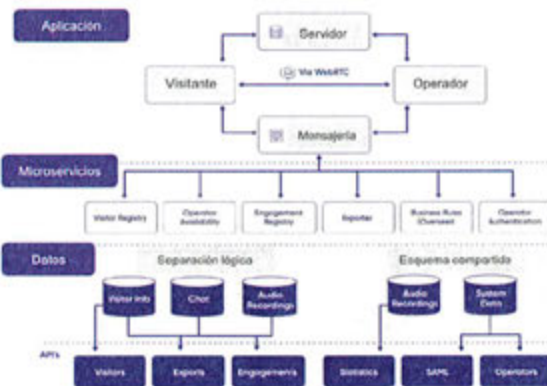 Aplicación
Servidor
Visitante
Vía WebRTC
Operador
Mensajería
Microservicios
Visitor Registry
Operator
Availability
Engagement
Registry
Exporter
Business Rules
(Overseer)
Operator
Authentication
Datos
Separación lógica
Esquema compartido
Visitor Info
Chat
Audio
Recordings
Audio
Recordings
System
Data
API's
Visitors
Exports
Engagements
Statistics
SAML
Operators